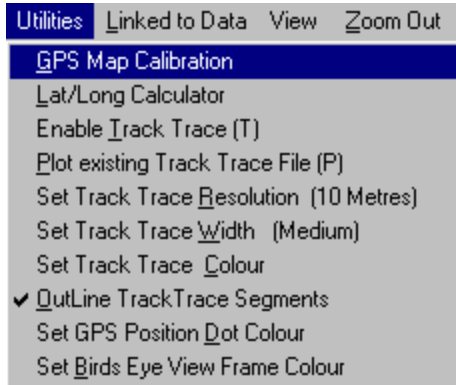 Utilities Linked to Data View Zoom Out
GPS Map Calibration
Lat/Long Calculator
Enable Track Trace (T)
Plot existing Track Trace File (P)
Set Track Trace Resolution (10 Metres)
Set Track Trace Width (Medium)
Set Track Trace Colour
OutLine TrackTrace Segments
Set GPS Position Dot Colour
Set Birds Eye View Frame Colour